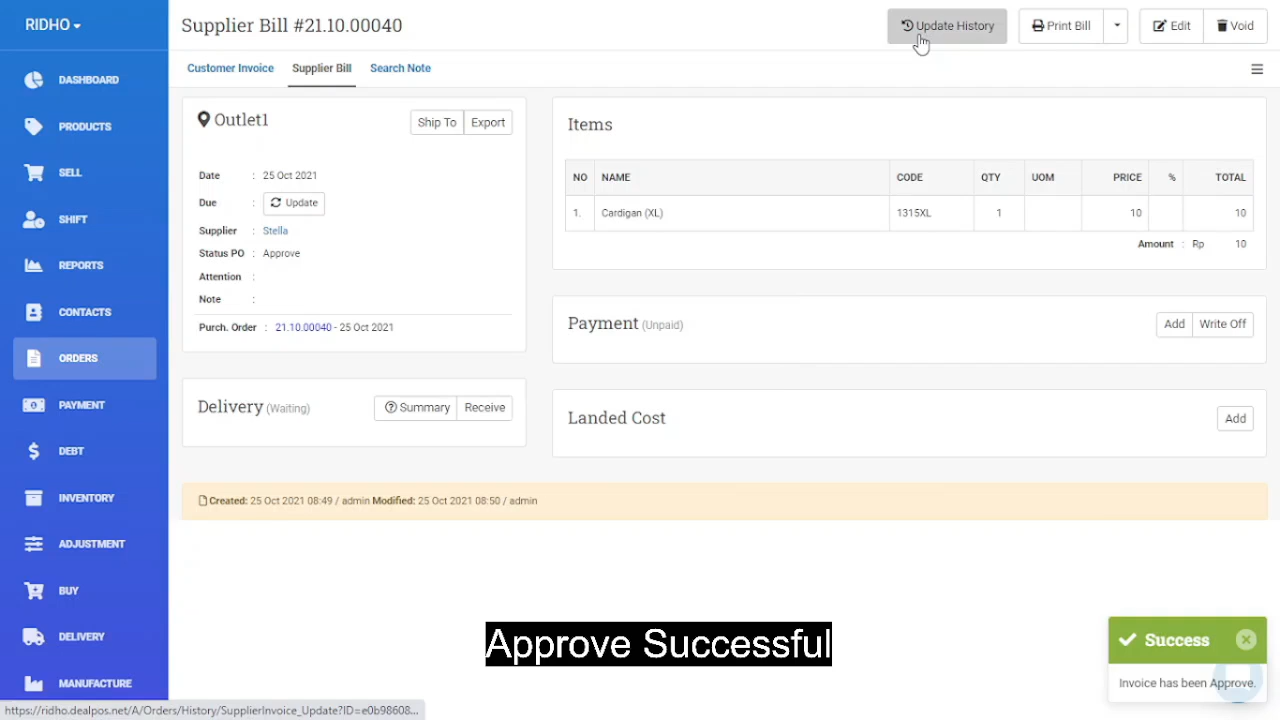 RIDHO
Supplier Bill #21.10.00040
Update History
Print Bill
Edit
Void
Customer Invoice
Supplier Bill
Search Note
DASHBOARD
PRODUCTS
SELL
SHIFT
REPORTS
CONTACTS
ORDERS
PAYMENT
DEBT
INVENTORY
ADJUSTMENT
BUY
DELIVERY
MANUFACTURE
Outlet1
Ship To
Export
Date : 25 Oct 2021
Due : Update
Supplier : Stella
Status PO : Approve
Attention :
Note :
Purch. Order : 21.10.00040 - 25 Oct 2021
Delivery (Waiting)
Summary
Receive
Items
NO NAME CODE QTY UOM PRICE % TOTAL
1. Cardigan (XL) 1315XL 1 10 10
Amount : Rp 10
Payment (Unpaid)
Add
Write Off
Landed Cost
Add
Created: 25 Oct 2021 08:49 / admin Modified: 25 Oct 2021 08:50 / admin
Approve Successful
Success
Invoice has been Approve.
https://ridho.dealpos.net/A/Orders/History/SupplierInvoice_Update?ID=e0b98608...